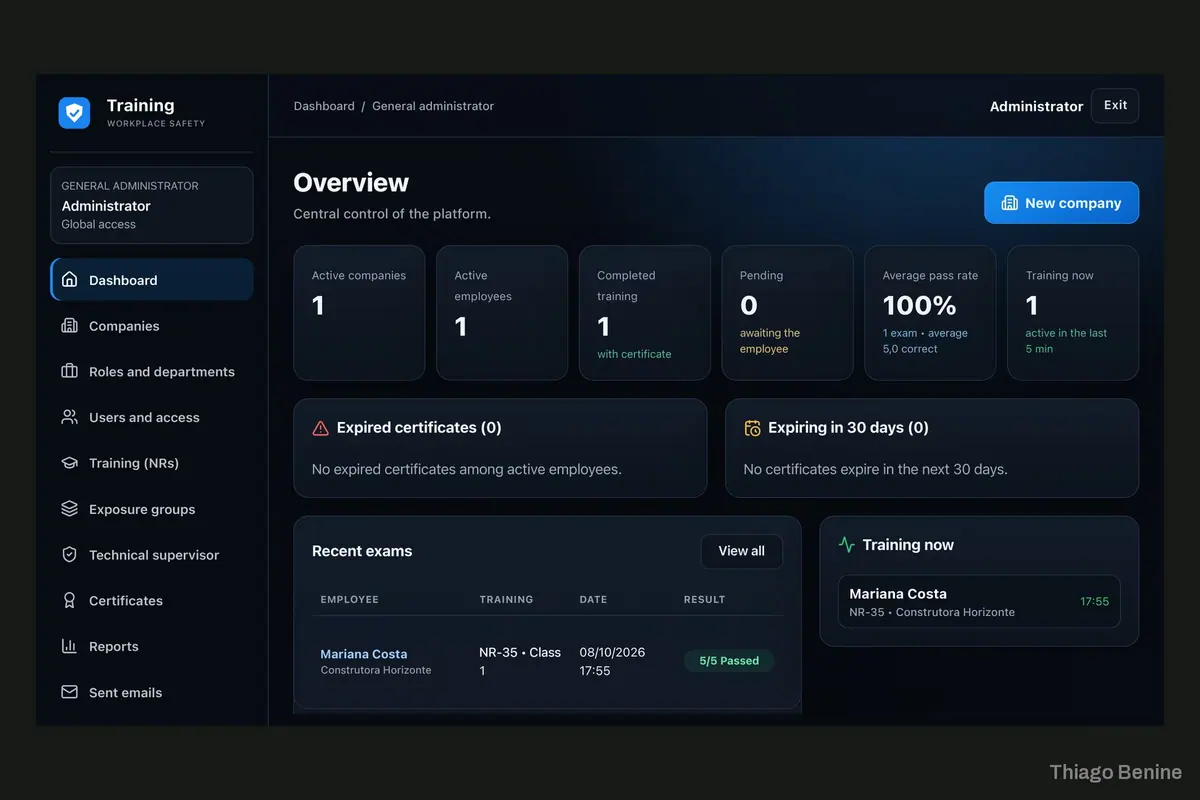 Training
WORKPLACE SAFETY
GENERAL ADMINISTRATOR
Administrator
Global access
Dashboard
Companies
Roles and departments
Users and access
Training (NRs)
Exposure groups
Technical supervisor
Certificates
Reports
Sent emails
Dashboard / General administrator
Administrator
Exit
Overview
Central control of the platform.
New company
Active companies
1
Active
employees
1
Completed
training
1
with certificate
Pending
0
awaiting the
employee
Average pass rate
100%
1 exam • average
5,0 correct
Training now
1
active in the last
5 min
Expired certificates (0)
No expired certificates among active employees.
Expiring in 30 days (0)
No certificates expire in the next 30 days.
Recent exams
View all
EMPLOYEE TRAINING DATE RESULT
Mariana Costa
Construtora Horizonte
NR-35 • Class
1
08/10/2026
17:55
5/5 Passed
Training now
Mariana Costa
NR-35 • Construtora Horizonte
17:55
Thiago Benine